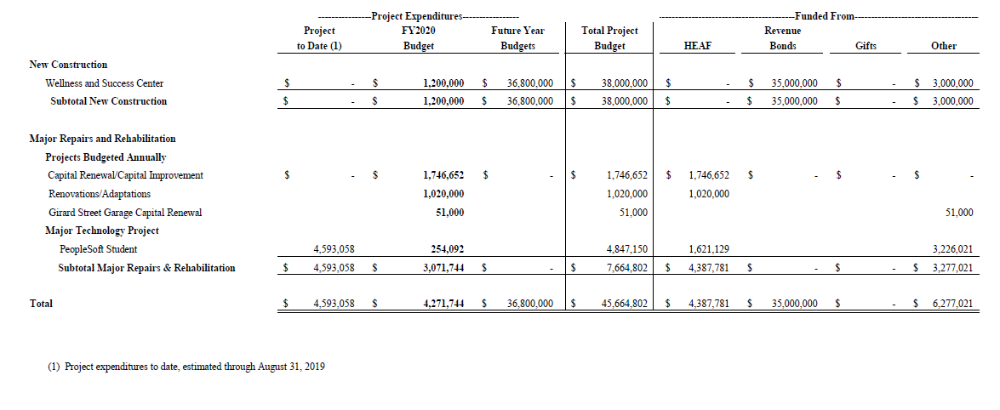 ----------------Project Expenditures----------------- ----------------------------------------Funded From-------------------------------------
Project FY2020 Future Year Total Project Revenue
to Date (1) Budget Budgets Budget HEAF Bonds Gifts Other
New Construction
Wellness and Success Center $ - $ 1,200,000 $ 36,800,000 $ 38,000,000 $ - $ 35,000,000 $ - $ 3,000,000
Subtotal New Construction $ - $ 1,200,000 $ 36,800,000 $ 38,000,000 $ - $ 35,000,000 $ - $ 3,000,000
Major Repairs and Rehabilitation
Projects Budgeted Annually
Capital Renewal/Capital Improvement $ - $ 1,746,652 $ - $ 1,746,652 $ 1,746,652 $ - $ - $ -
Renovations/Adaptations 1,020,000 1,020,000 1,020,000
Girard Street Garage Capital Renewal 51,000 51,000 51,000
Major Technology Project
PeopleSoft Student 4,593,058 254,092 4,847,150 1,621,129 3,226,021
Subtotal Major Repairs & Rehabilitation $ 4,593,058 $ 3,071,744 $ - $ 7,664,802 $ 4,387,781 $ - $ - $ 3,277,021
Total $ 4,593,058 $ 4,271,744 $ 36,800,000 $ 45,664,802 $ 4,387,781 $ 35,000,000 $ - $ 6,277,021
(1) Project expenditures to date, estimated through August 31, 2019